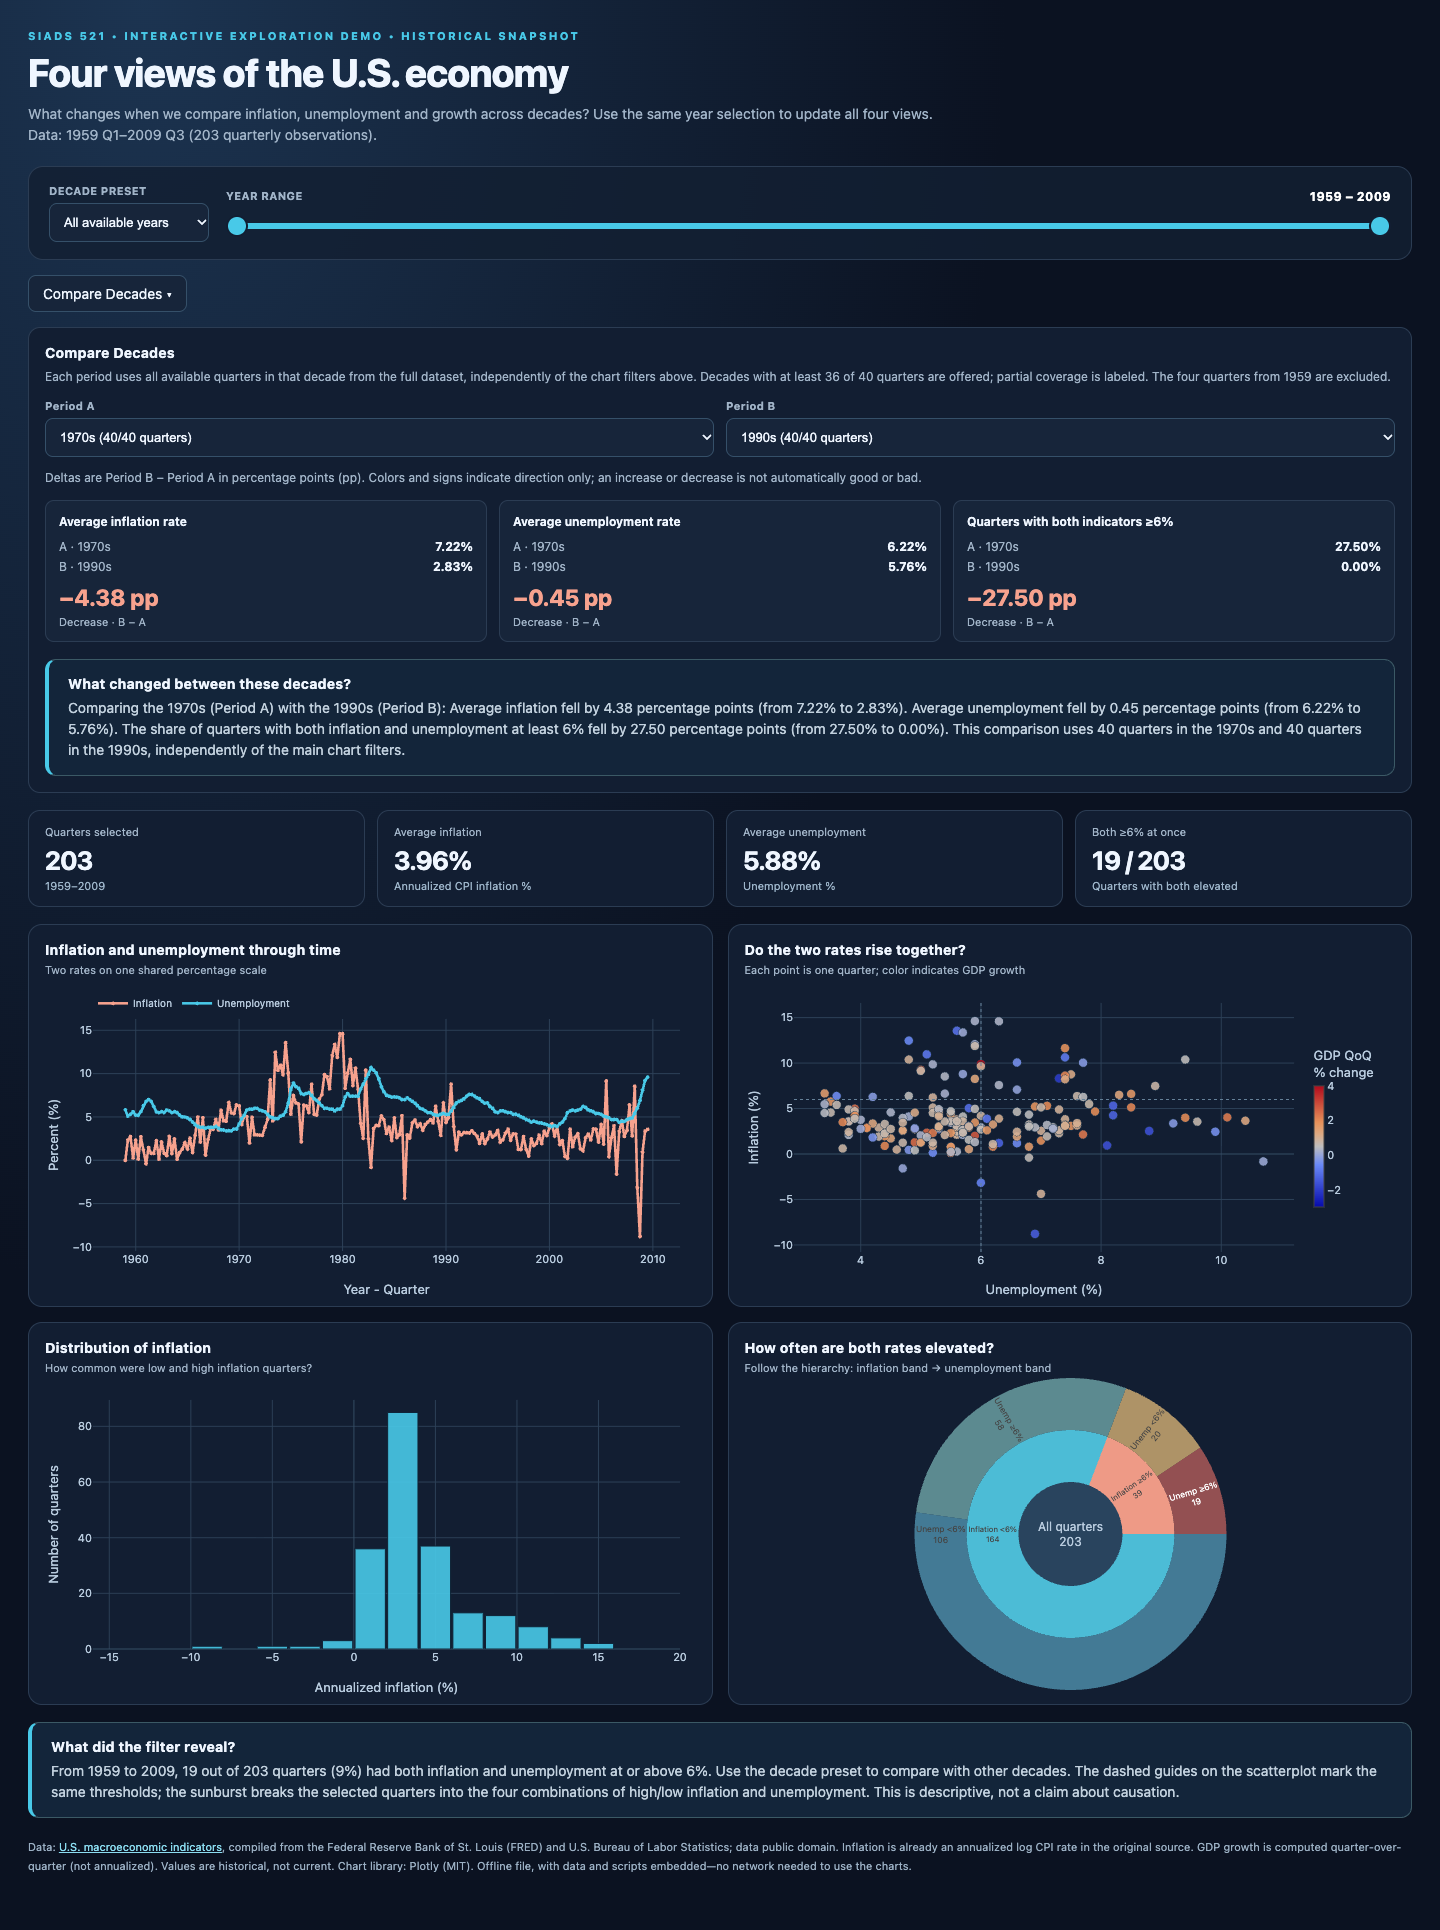 SIADS 521 • INTERACTIVE EXPLORATION DEMO • HISTORICAL SNAPSHOT
Four views of the U.S. economy
What changes when we compare inflation, unemployment and growth across decades? Use the same year selection to update all four views.
Data: 1959 Q1–2009 Q3 (203 quarterly observations).
DECADE PRESET
All available years
YEAR RANGE
1959 – 2009
Compare Decades ▾
Compare Decades
Each period uses all available quarters in that decade from the full dataset, independently of the chart filters above. Decades with at least 36 of 40 quarters are offered; partial coverage is labeled. The four quarters from 1959 are excluded.
Period A
1970s (40/40 quarters)
Period B
1990s (40/40 quarters)
Deltas are Period B – Period A in percentage points (pp). Colors and signs indicate direction only; an increase or decrease is not automatically good or bad.
Average inflation rate
A · 1970s 7.22%
B · 1990s 2.83%
−4.38 pp
Decrease · B – A
Average unemployment rate
A · 1970s 6.22%
B · 1990s 5.76%
−0.45 pp
Decrease · B – A
Quarters with both indicators ≥6%
A · 1970s 27.50%
B · 1990s 0.00%
−27.50 pp
Decrease · B – A
What changed between these decades?
Comparing the 1970s (Period A) with the 1990s (Period B): Average inflation fell by 4.38 percentage points (from 7.22% to 2.83%). Average unemployment fell by 0.45 percentage points (from 6.22% to
5.76%). The share of quarters with both inflation and unemployment at least 6% fell by 27.50 percentage points (from 27.50% to 0.00%). This comparison uses 40 quarters in the 1970s and 40 quarters
in the 1990s, independently of the main chart filters.
Quarters selected
203
1959–2009
Average inflation
3.96%
Annualized CPI inflation %
Average unemployment
5.88%
Unemployment %
Both ≥6% at once
19 / 203
Quarters with both elevated
Inflation and unemployment through time
Two rates on one shared percentage scale
Inflation
Unemployment
15
10
5
0
−5
−10
Percent (%)
1960
1970
1980
1990
2000
2010
Year - Quarter
Do the two rates rise together?
Each point is one quarter; color indicates GDP growth
15
10
5
0
−5
−10
Inflation (%)
4
6
8
10
Unemployment (%)
GDP QoQ
% change
4
2
0
−2
Distribution of inflation
How common were low and high inflation quarters?
80
60
40
20
0
Number of quarters
−15
−10
−5
0
5
10
15
20
Annualized inflation (%)
How often are both rates elevated?
Follow the hierarchy: inflation band → unemployment band
Unemp ≥6%
58
Unemp <6%
20
Inflation ≥6%
39
Unemp ≥6%
19
Unemp <6%
106
Inflation <6%
164
All quarters
203
What did the filter reveal?
From 1959 to 2009, 19 out of 203 quarters (9%) had both inflation and unemployment at or above 6%. Use the decade preset to compare with other decades. The dashed guides on the scatterplot mark the
same thresholds; the sunburst breaks the selected quarters into the four combinations of high/low inflation and unemployment. This is descriptive, not a claim about causation.
Data: U.S. macroeconomic indicators, compiled from the Federal Reserve Bank of St. Louis (FRED) and U.S. Bureau of Labor Statistics; data public domain. Inflation is already an annualized log CPI rate in the original source. GDP growth is computed quarter-over-
quarter (not annualized). Values are historical, not current. Chart library: Plotly (MIT). Offline file, with data and scripts embedded—no network needed to use the charts.